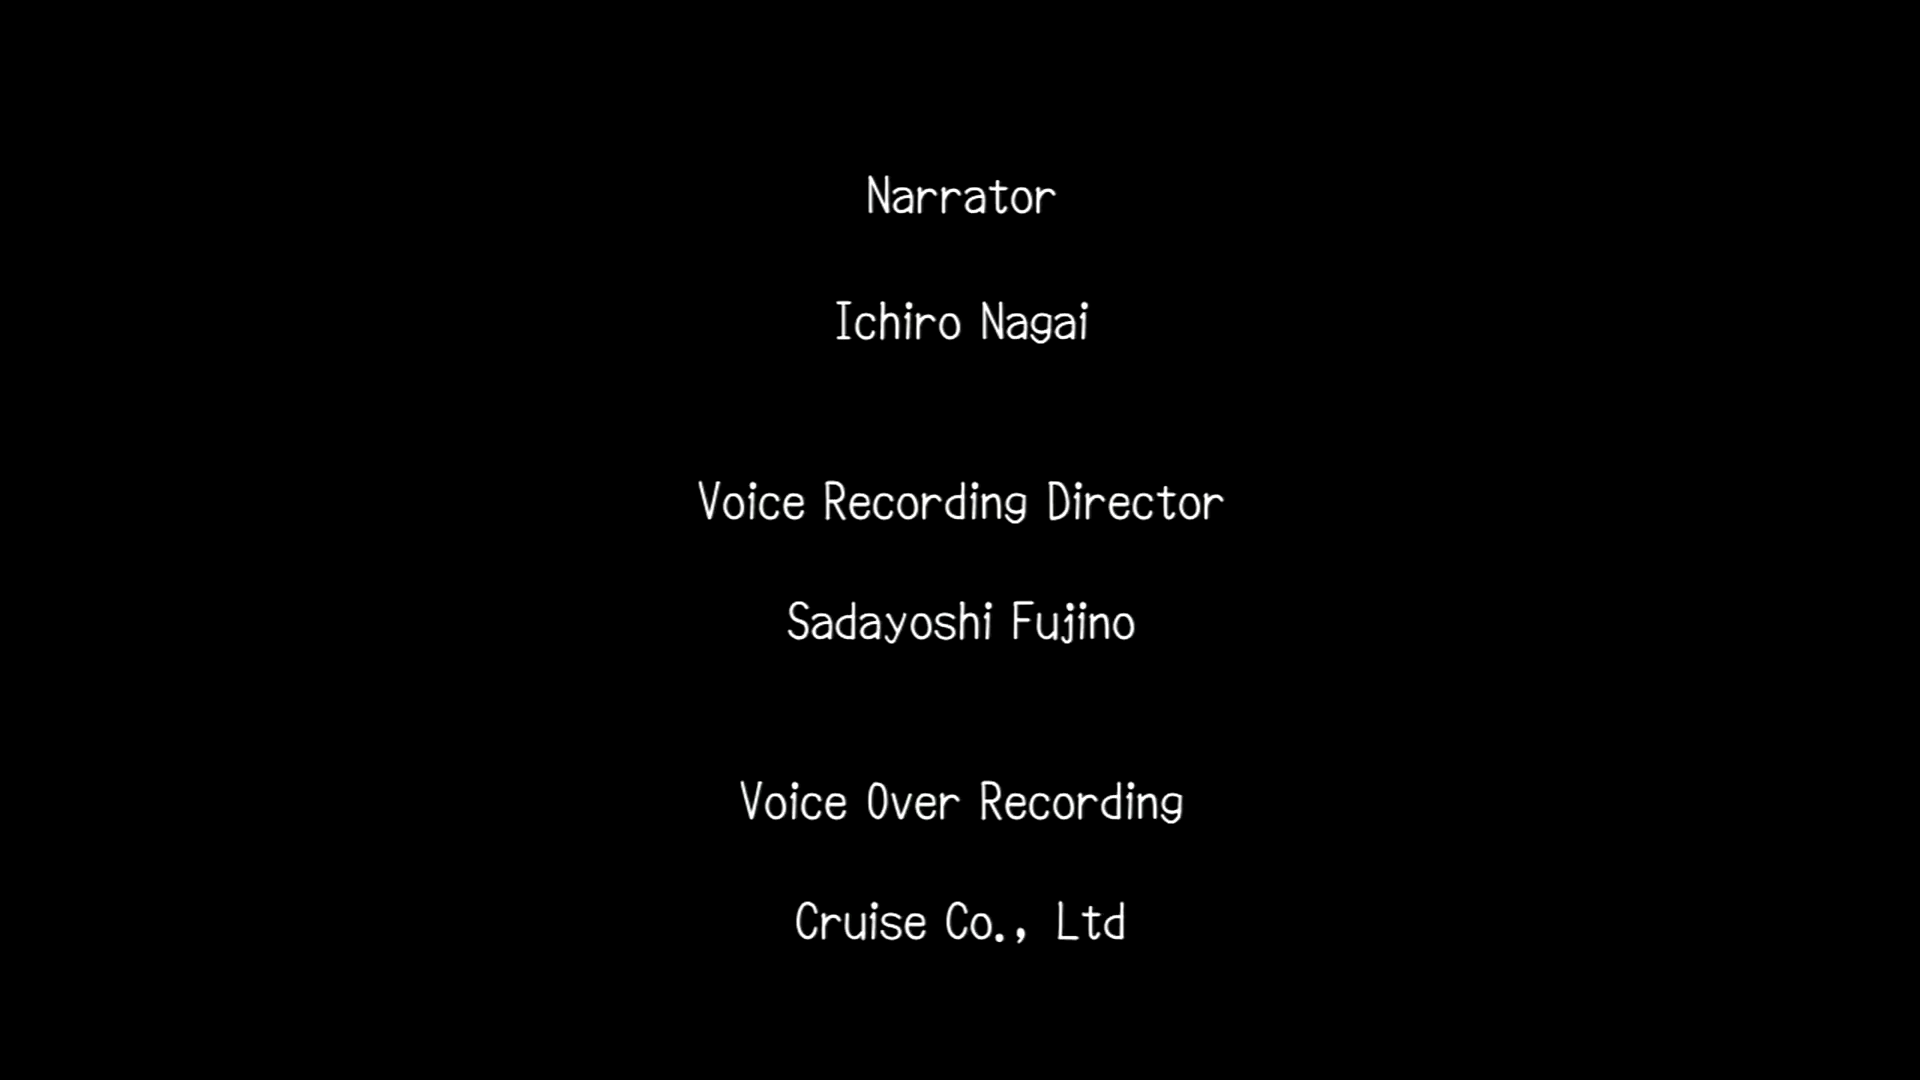 Narrator
Ichiro Nagai
Voice Recording Director
Sadayoshi Fujino
Voice Over Recording
Cruise Co., Ltd